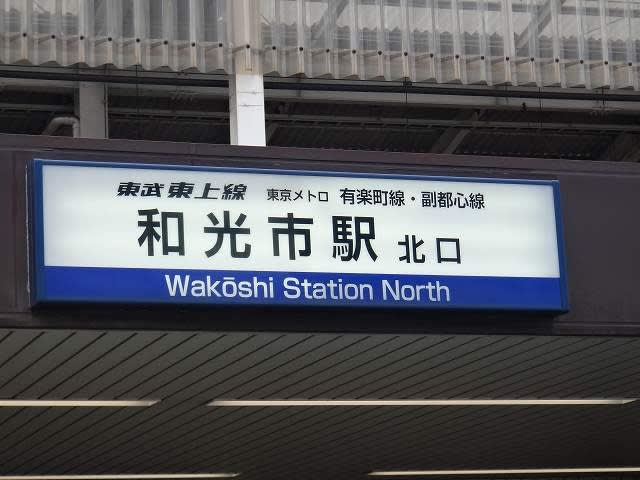 東武東上線 東京メトロ 有楽町線・副都心線
和光市駅 北口
Wakōshi Station North